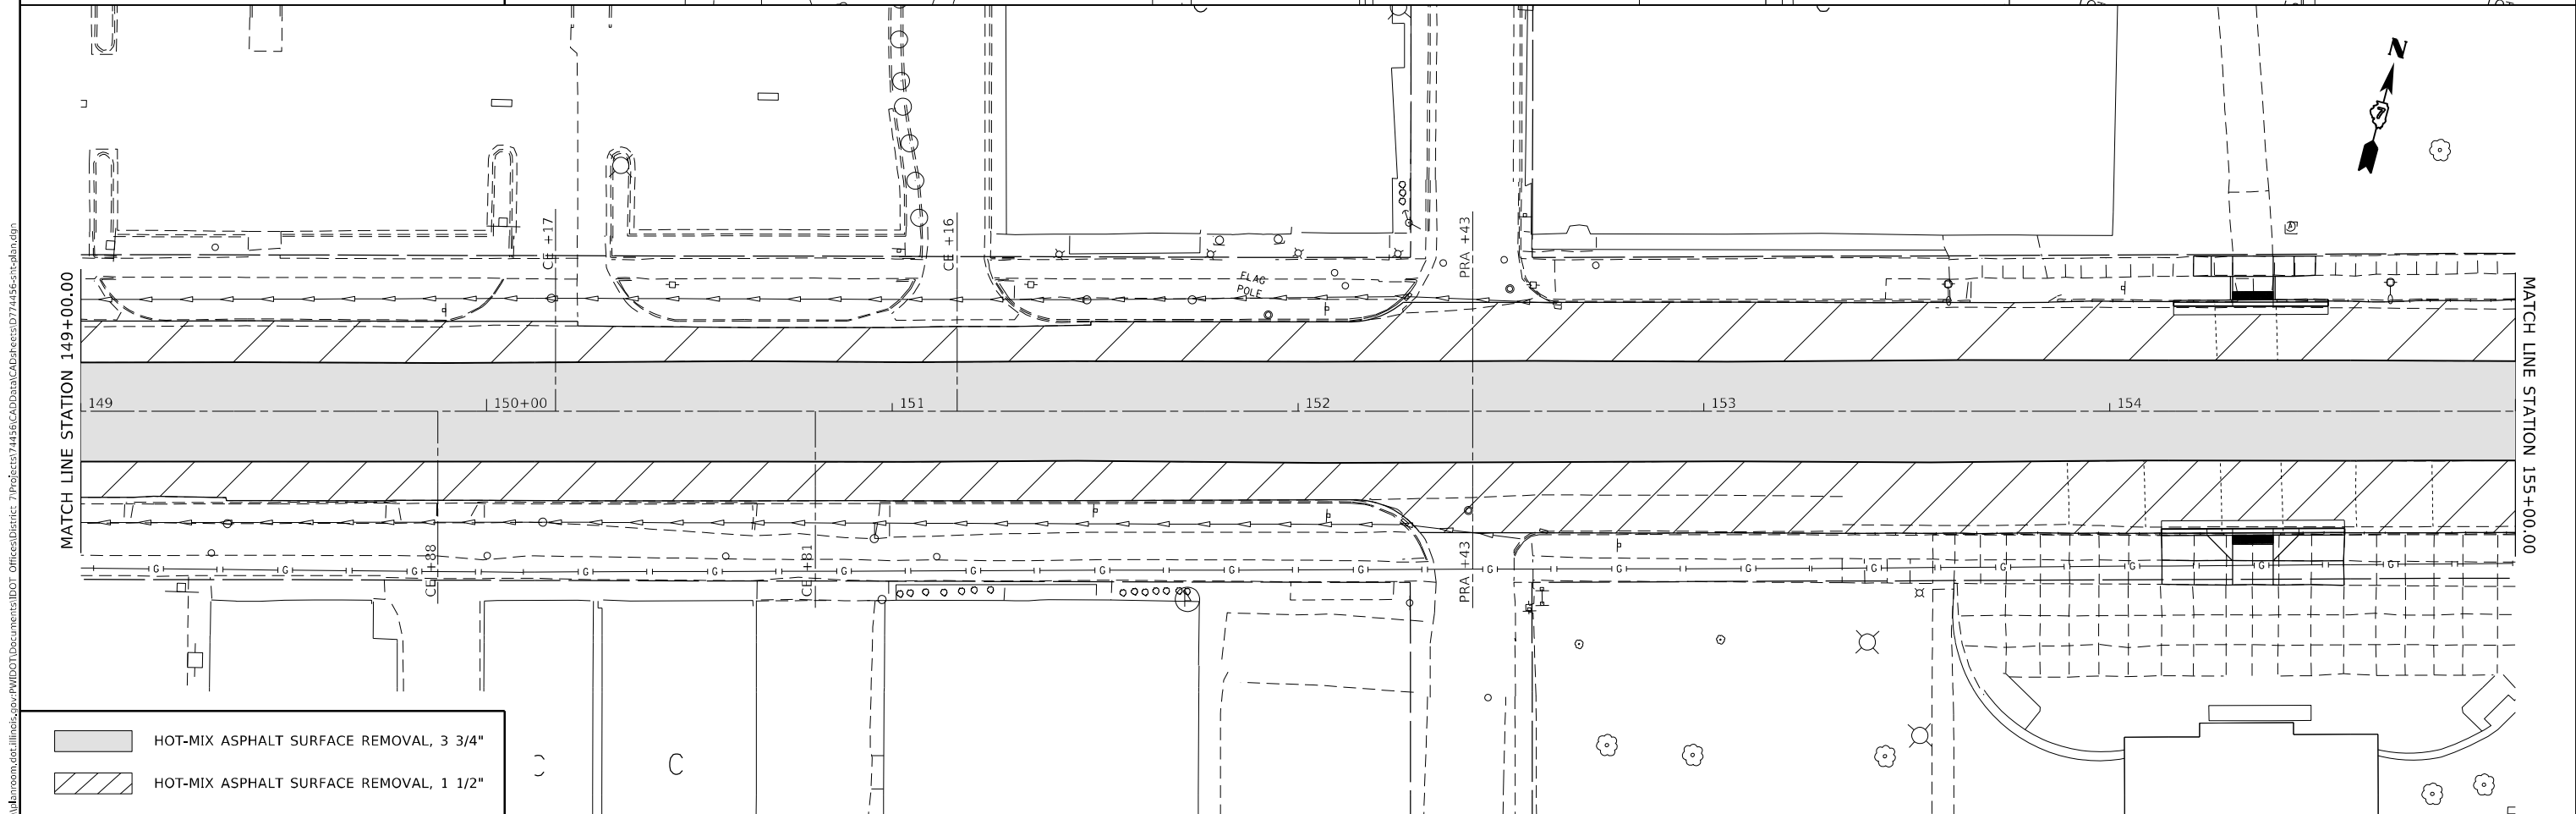 N
7
CE +17
CE +16
PRA +43
FLAG
POLE
MATCH LINE STATION 149+00.00
MATCH LINE STATION 155+00.00
149
150+00
151
152
153
154
CE +88
CE +81
PRA +43
G G G G G G G G G G G G G G G G G G
HOT-MIX ASPHALT SURFACE REMOVAL, 3 3/4"
HOT-MIX ASPHALT SURFACE REMOVAL, 1 1/2"
C